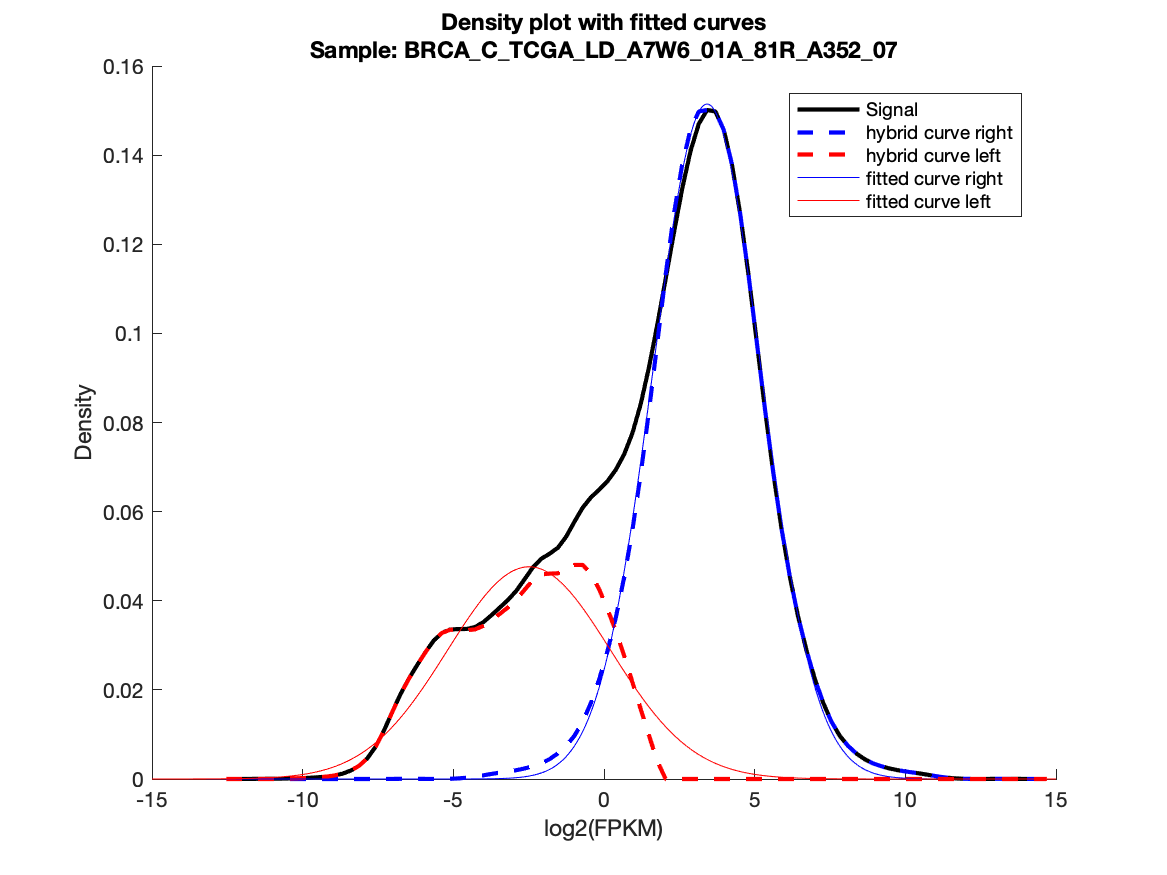 Density plot with fitted curves
Sample: BRCA_C_TCGA_LD_A7W6_01A_81R_A352_07
0.16
0.14
0.12
0.1
0.08
0.06
0.04
0.02
0
Density
Signal
hybrid curve right
hybrid curve left
fitted curve right
fitted curve left
-15 -10 -5 0 5 10 15
log2(FPKM)